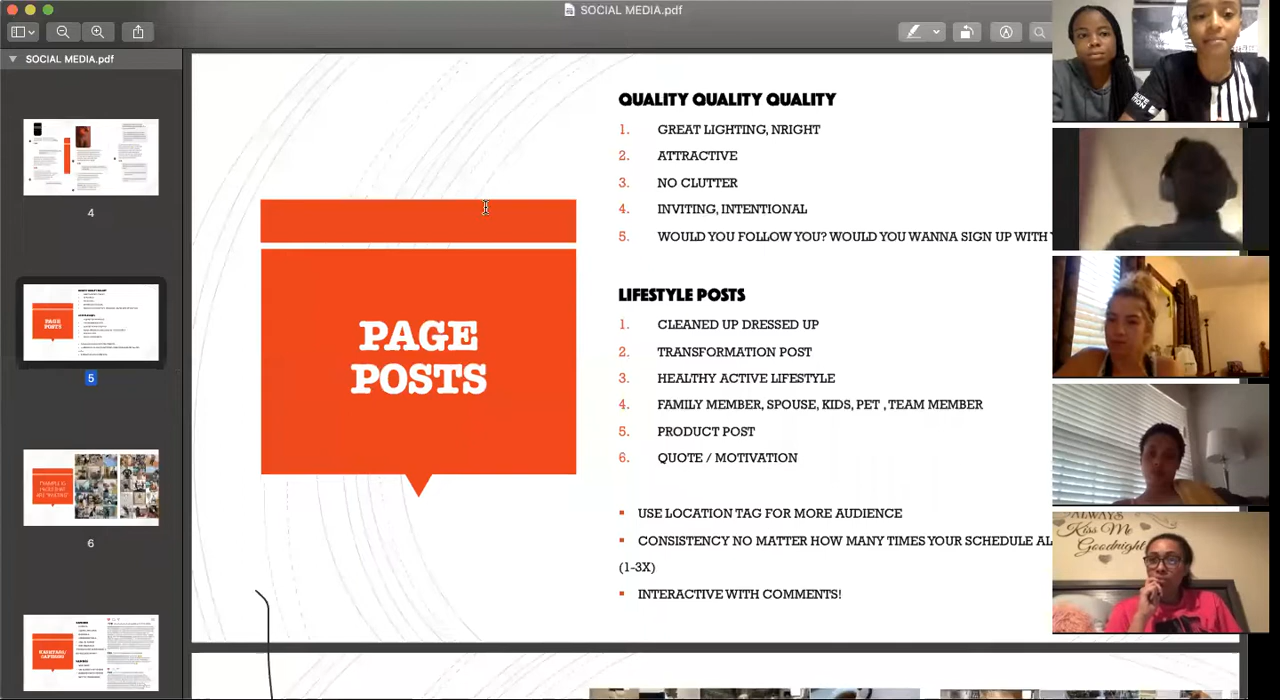 SOCIAL MEDIA.pdf
SOCIAL MEDIA.pdf
4
5
6
PAGE
POSTS
QUALITY QUALITY QUALITY
1. GREAT LIGHTING, NRIGHT
2. ATTRACTIVE
3. NO CLUTTER
4. INVITING, INTENTIONAL
5. WOULD YOU FOLLOW YOU? WOULD YOU WANNA SIGN UP WITH
LIFESTYLE POSTS
1. CLEANED UP DRESSED UP
2. TRANSFORMATION POST
3. HEALTHY ACTIVE LIFESTYLE
4. FAMILY MEMBER, SPOUSE, KIDS, PET , TEAM MEMBER
5. PRODUCT POST
6. QUOTE / MOTIVATION
▪ USE LOCATION TAG FOR MORE AUDIENCE
▪ CONSISTENCY NO MATTER HOW MANY TIMES YOUR SCHEDULE
(1-3X)
▪ INTERACTIVE WITH COMMENTS!
PAGE
POSTS
ALWAYS
Kiss Me
Goodnight